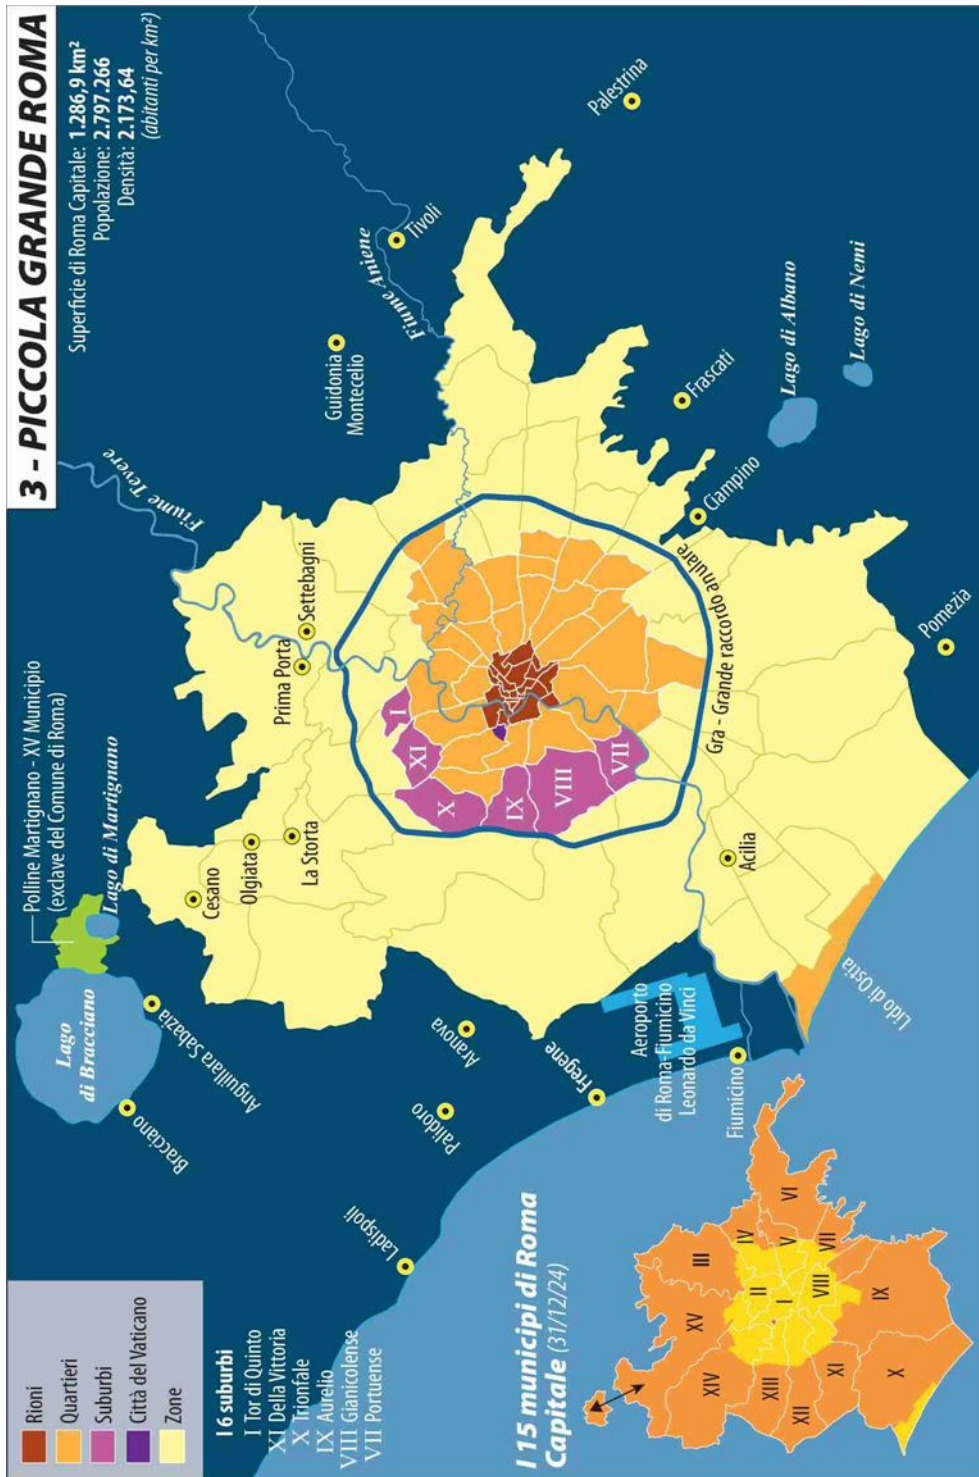 3 - PICCOLA GRANDE ROMA
Superficie di Roma Capitale: 1.286,9 km²
Popolazione: 2.797.266
Densità: 2.173,64
(abitanti per km²)
Rioni
Quartieri
Suburbi
Città del Vaticano
Zone
I 6 suburbi
I Tor di Quinto
XI Della Vittoria
X Trionfale
IX Aurelio
VIII Gianicolense
VII Portuense
Polline Martignano - XV Municipio
(exclave del Comune di Roma)
Lago di Martignano
Lago
di Bracciano
Bracciano
Anguillara Sabazia
Cesano
Olgiata
La Storta
Prima Porta
Settebagni
Fiume Tevere
Guidonia
Montecelio
Fiume Aniene
Tivoli
Palestrina
Ladispoli
Palidoro
Aranova
Fregene
I
XI
X
IX
VIII
VII
Gra - Grande raccordo anulare
Frascati
Ciampino
Lago di Albano
Lago di Nemi
Pomezia
Acilia
Lido di Ostia
Aeroporto
di Roma-Fiumicino
Leonardo da Vinci
Fiumicino
I 15 municipi di Roma
Capitale (31/12/24)
XV
III
XIV
II
IV
I
V
VI
XIII
VIII
VII
XII
XI
IX
X